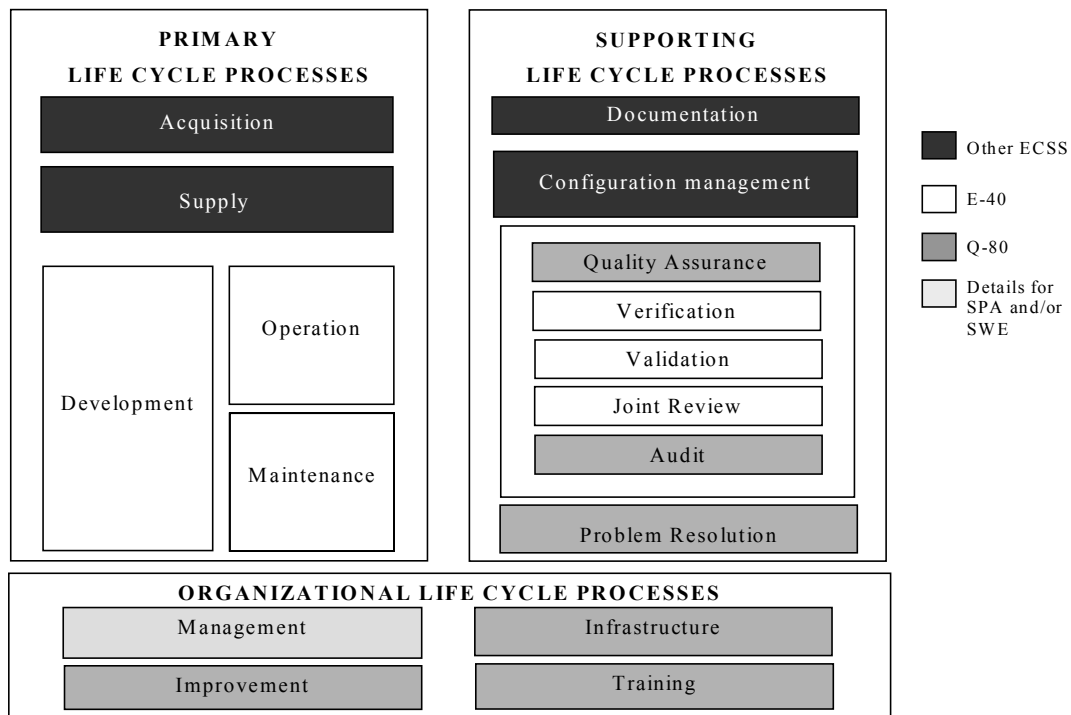 PRIMARY
LIFE CYCLE PROCESSES
Acquisition
Supply
Development
Operation
Maintenance
SUPPORTING
LIFE CYCLE PROCESSES
Documentation
Configuration management
Quality Assurance
Verification
Validation
Joint Review
Audit
Problem Resolution
Other ECSS
E-40
Q-80
Details for
SPA and/or
SWE
ORGANIZATIONAL LIFE CYCLE PROCESSES
Management
Infrastructure
Improvement
Training